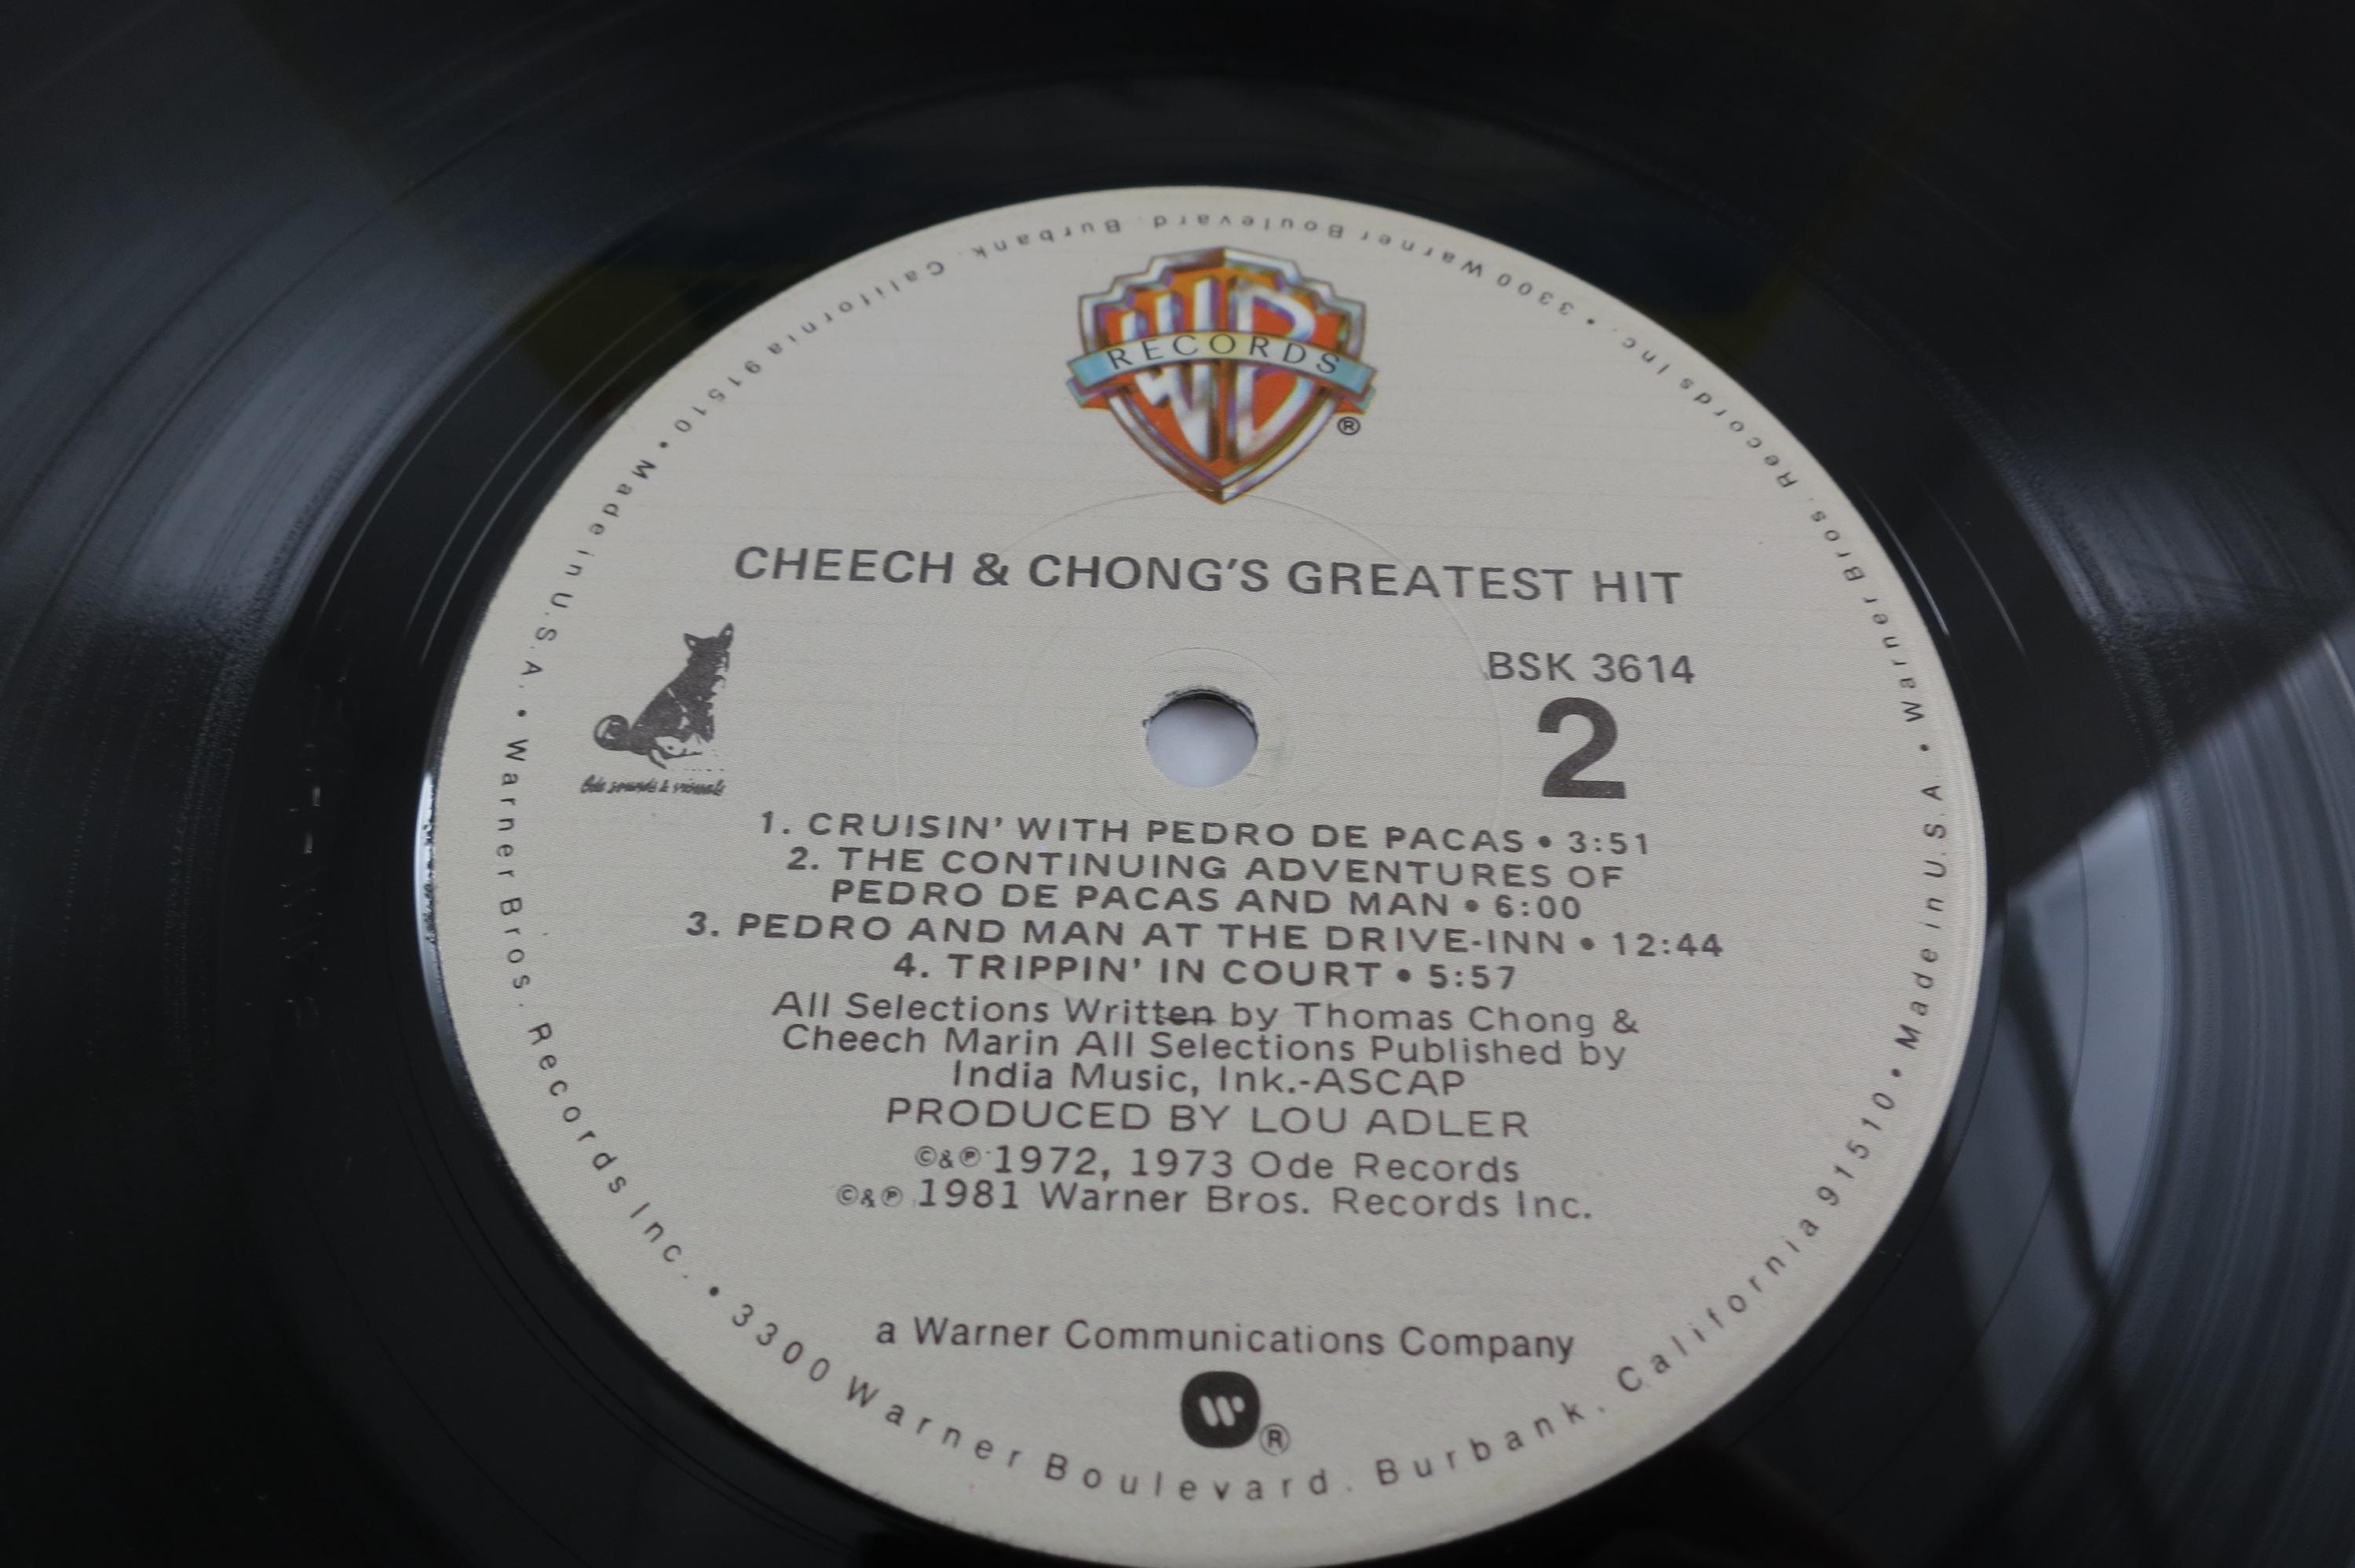 WB
RECORDS
®
CHEECH & CHONG'S GREATEST HIT
BSK 3614
2
Ode sounds & visuals
1. CRUISIN' WITH PEDRO DE PACAS • 3:51
2. THE CONTINUING ADVENTURES OF
PEDRO DE PACAS AND MAN • 6:00
3. PEDRO AND MAN AT THE DRIVE-INN • 12:44
4. TRIPPIN' IN COURT • 5:57
All Selections Written by Thomas Chong &
Cheech Marin All Selections Published by
India Music, Ink.-ASCAP
PRODUCED BY LOU ADLER
©&℗ 1972, 1973 Ode Records
©&℗ 1981 Warner Bros. Records Inc.
a Warner Communications Company
W ®
Warner Bros. Records Inc. • 3300 Warner Boulevard. Burbank. California 91510 • Made in U.S.A. •
Warner Bros. Records Inc. • 3300 Warner Boulevard. Burbank. California 91510 • Made in U.S.A. •